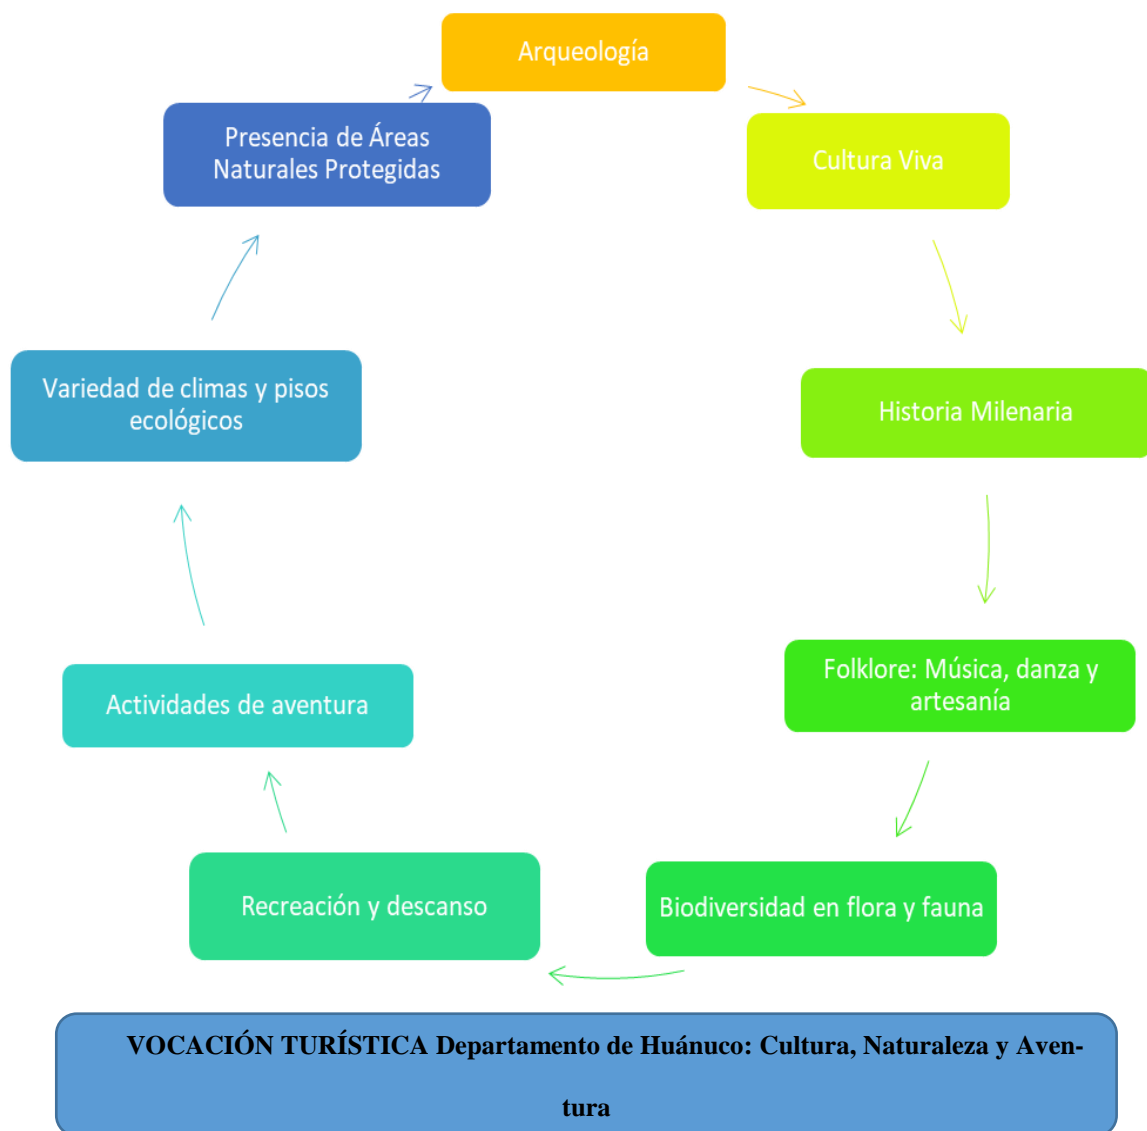 Arqueología
Cultura Viva
Historia Milenaria
Folklore: Música, danza y
artesanía
Biodiversidad en flora y fauna
Recreación y descanso
Actividades de aventura
Variedad de climas y pisos
ecológicos
Presencia de Áreas
Naturales Protegidas
VOCACIÓN TURÍSTICA Departamento de Huánuco: Cultura, Naturaleza y Aven-
tura